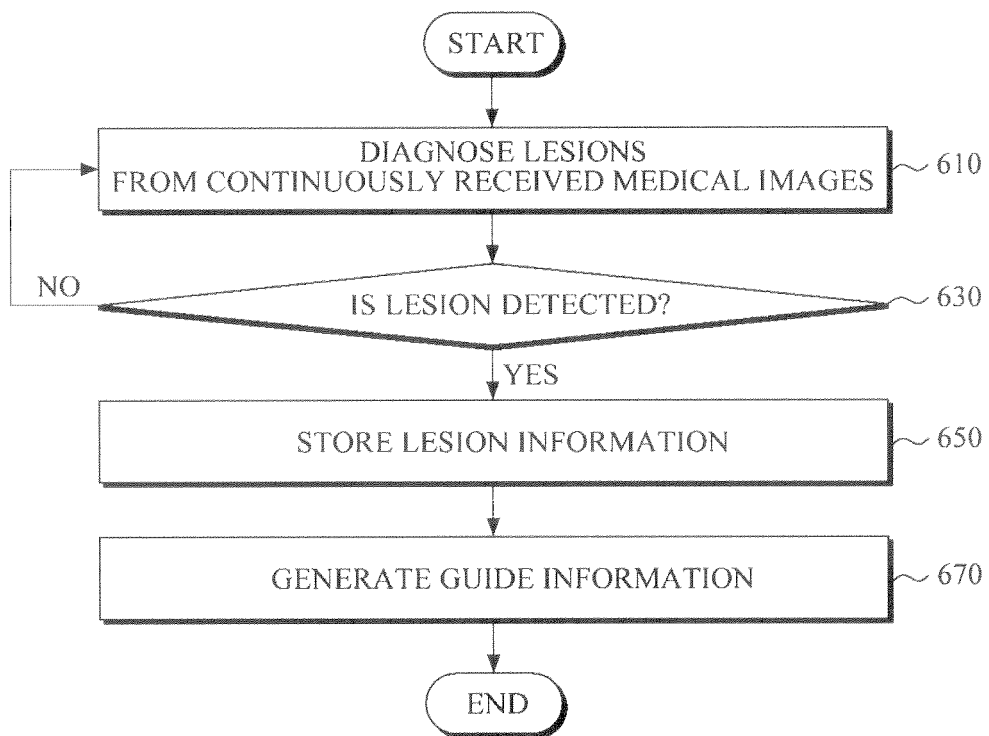 START
DIAGNOSE LESIONS
FROM CONTINUOUSLY RECEIVED MEDICAL IMAGES
610
IS LESION DETECTED?
630
NO
YES
STORE LESION INFORMATION
650
GENERATE GUIDE INFORMATION
670
END